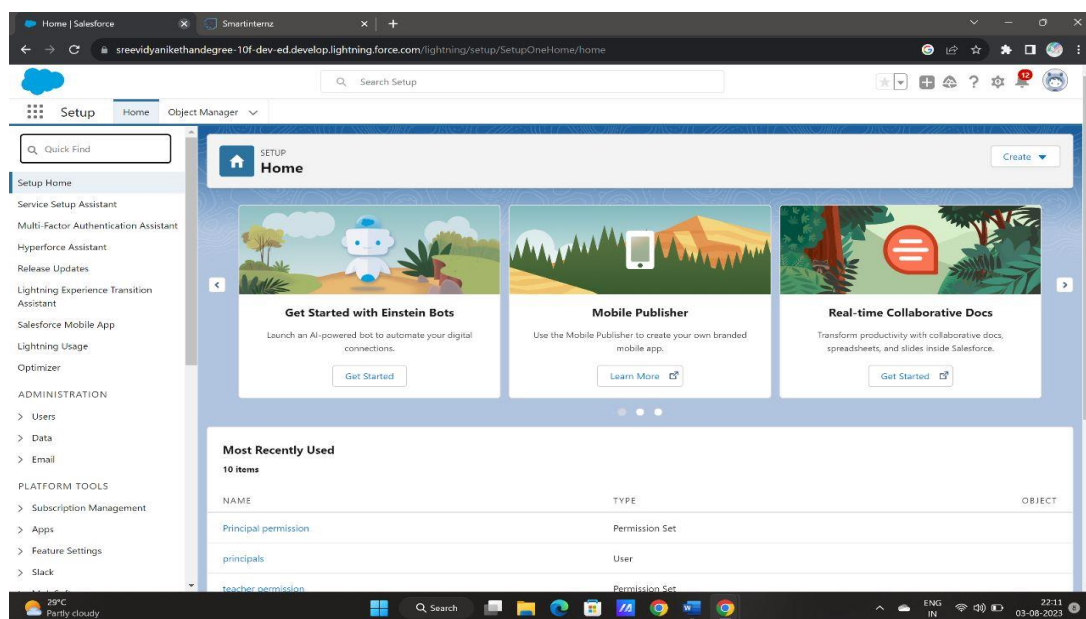 Home | Salesforce
Smartinternz
sreevidyanikethandegree-10f-dev-ed.develop.lightning.force.com/lightning/setup/SetupOneHome/home
Search Setup
12
Setup
Home
Object Manager
Quick Find
Setup Home
Service Setup Assistant
Multi-Factor Authentication Assistant
Hyperforce Assistant
Release Updates
Lightning Experience Transition
Assistant
Salesforce Mobile App
Lightning Usage
Optimizer
ADMINISTRATION
Users
Data
Email
PLATFORM TOOLS
Subscription Management
Apps
Feature Settings
Slack
SETUP
Home
Create
Get Started with Einstein Bots
Launch an AI-powered bot to automate your digital
connections.
Get Started
Mobile Publisher
Use the Mobile Publisher to create your own branded
mobile app.
Learn More
Real-time Collaborative Docs
Transform productivity with collaborative docs,
spreadsheets, and slides inside Salesforce.
Get Started
Most Recently Used
10 items
NAME TYPE OBJECT
Principal permission Permission Set
principals User
teacher permission Permission Set
29°C
Partly cloudy
Search
ENG
IN
22:11
03-08-2023